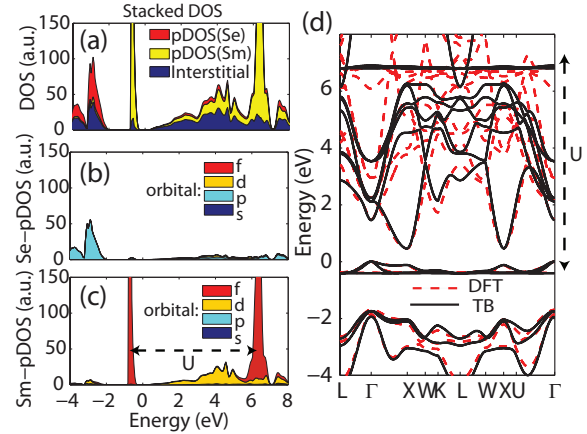 Stacked DOS
(a)
pDOS(Se)
pDOS(Sm)
Interstitial
DOS (a.u.)
150
100
50
0
(b)
orbital:
f
d
p
s
Se−pDOS (a.u.)
150
100
50
0
(c)
orbital:
f
d
p
s
U
Sm−pDOS (a.u.)
150
100
50
0
−4 −2 0 2 4 6 8
Energy (eV)
(d)
Energy (eV)
6
4
2
0
−2
−4
U
DFT
TB
L Γ X W K L W X U Γ